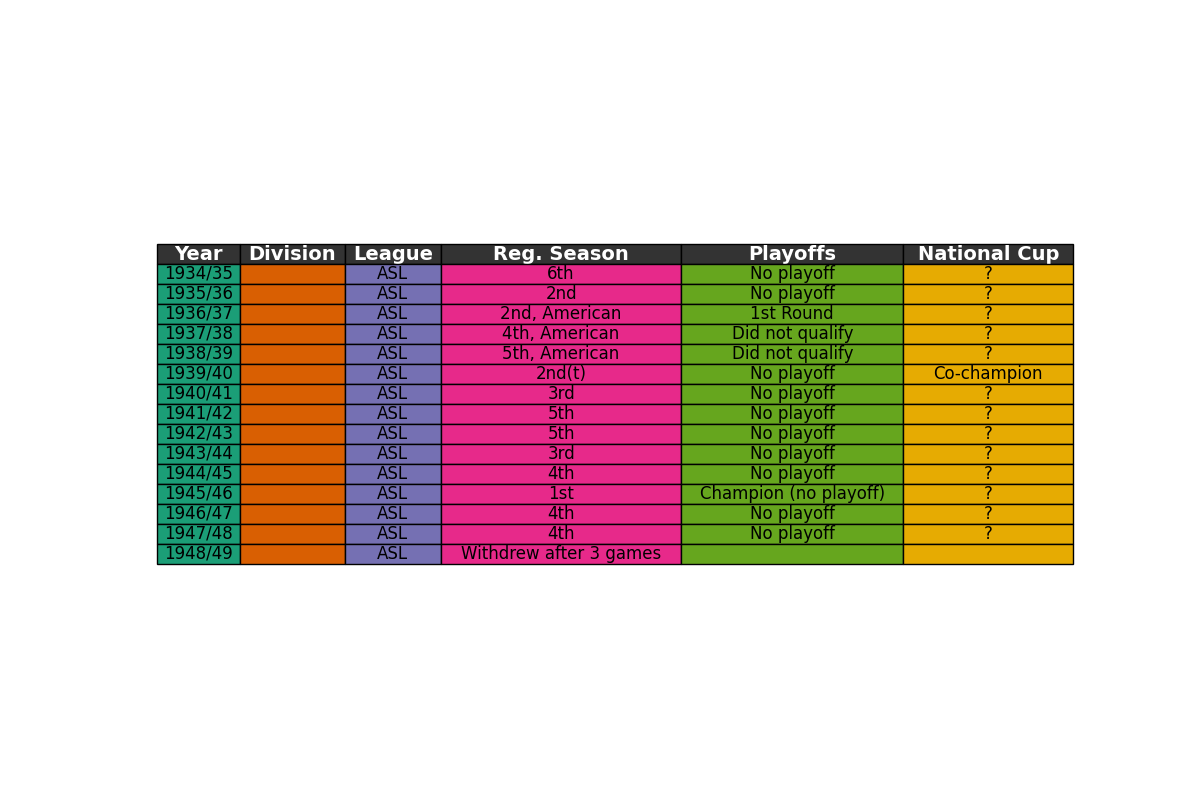 Year Division League Reg. Season Playoffs National Cup
1934/35 ASL 6th No playoff ?
1935/36 ASL 2nd No playoff ?
1936/37 ASL 2nd, American 1st Round ?
1937/38 ASL 4th, American Did not qualify ?
1938/39 ASL 5th, American Did not qualify ?
1939/40 ASL 2nd(t) No playoff Co-champion
1940/41 ASL 3rd No playoff ?
1941/42 ASL 5th No playoff ?
1942/43 ASL 5th No playoff ?
1943/44 ASL 3rd No playoff ?
1944/45 ASL 4th No playoff ?
1945/46 ASL 1st Champion (no playoff) ?
1946/47 ASL 4th No playoff ?
1947/48 ASL 4th No playoff ?
1948/49 ASL Withdrew after 3 games